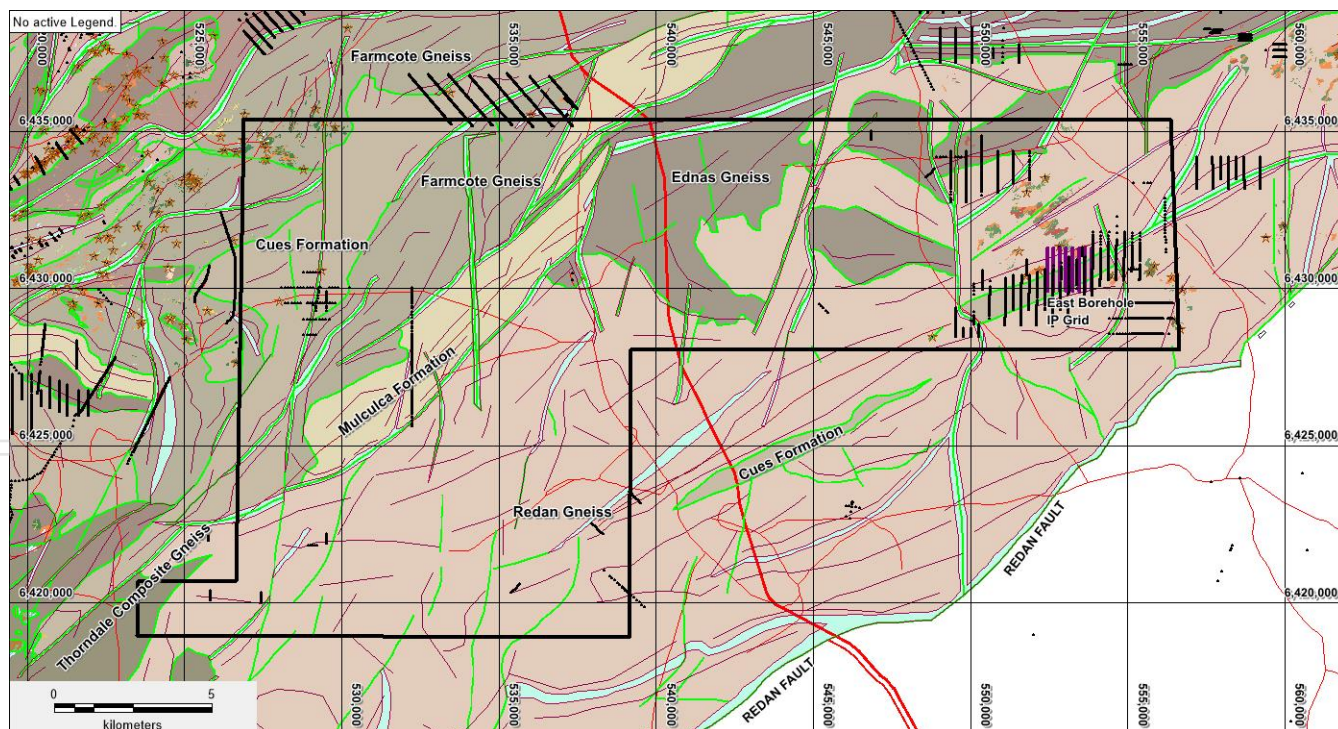 No active Legend.
520,000
525,000
535,000
540,000
545,000
550,000
555,000
560,000
Farmcote Gneiss
6,435,000
6,435,000
Farmcote Gneiss
Ednas Gneiss
Cues Formation
6,430,000
6,430,000
East Borehole
IP Grid
Mulculca Formation
6,425,000
6,425,000
Cues Formation
Redan Gneiss
REDAN FAULT
Thorndale Composite Gneiss
6,420,000
6,420,000
REDAN FAULT
0 5
kilometers
530,000
535,000
540,000
545,000
550,000
555,000
560,000